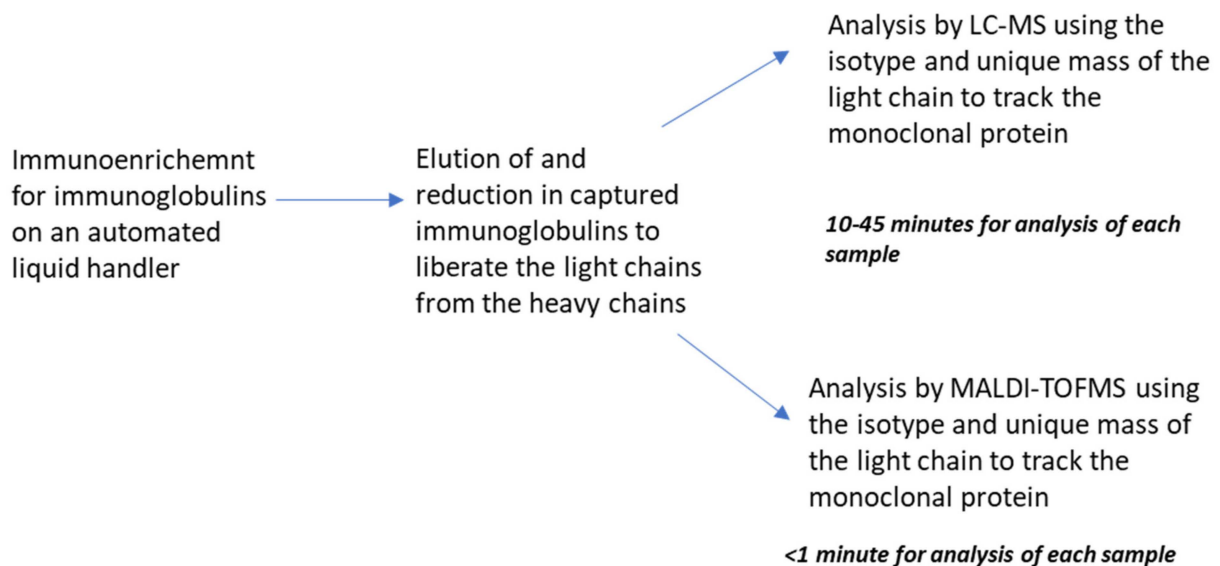 Immunoenrichemnt
for immunoglobulins
on an automated
liquid handler
Elution of and
reduction in captured
immunoglobulins to
liberate the light chains
from the heavy chains
Analysis by LC-MS using the
isotype and unique mass of the
light chain to track the
monoclonal protein
10-45 minutes for analysis of each
sample
Analysis by MALDI-TOFMS using
the isotype and unique mass of
the light chain to track the
monoclonal protein
<1 minute for analysis of each sample